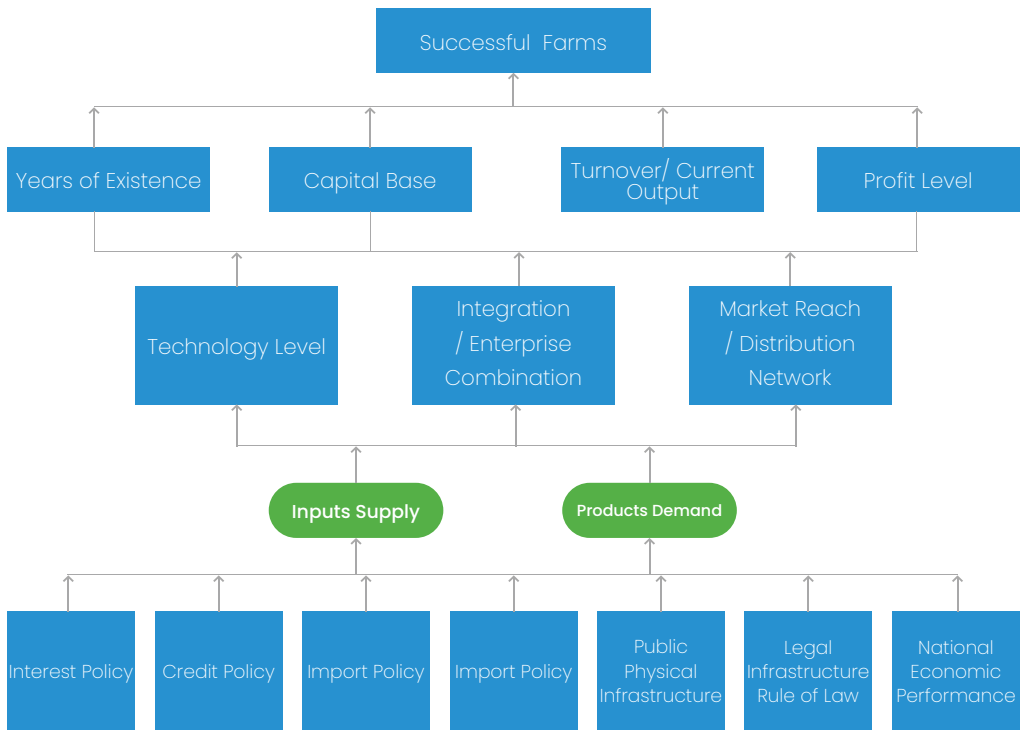 Successful Farms
Years of Existence
Capital Base
Turnover/ Current
Output
Profit Level
Technology Level
Integration
/ Enterprise
Combination
Market Reach
/ Distribution
Network
Inputs Supply
Products Demand
Interest Policy
Credit Policy
Import Policy
Import Policy
Public
Physical
Infrastructure
Legal
Infrastructure
Rule of Law
National
Economic
Performance